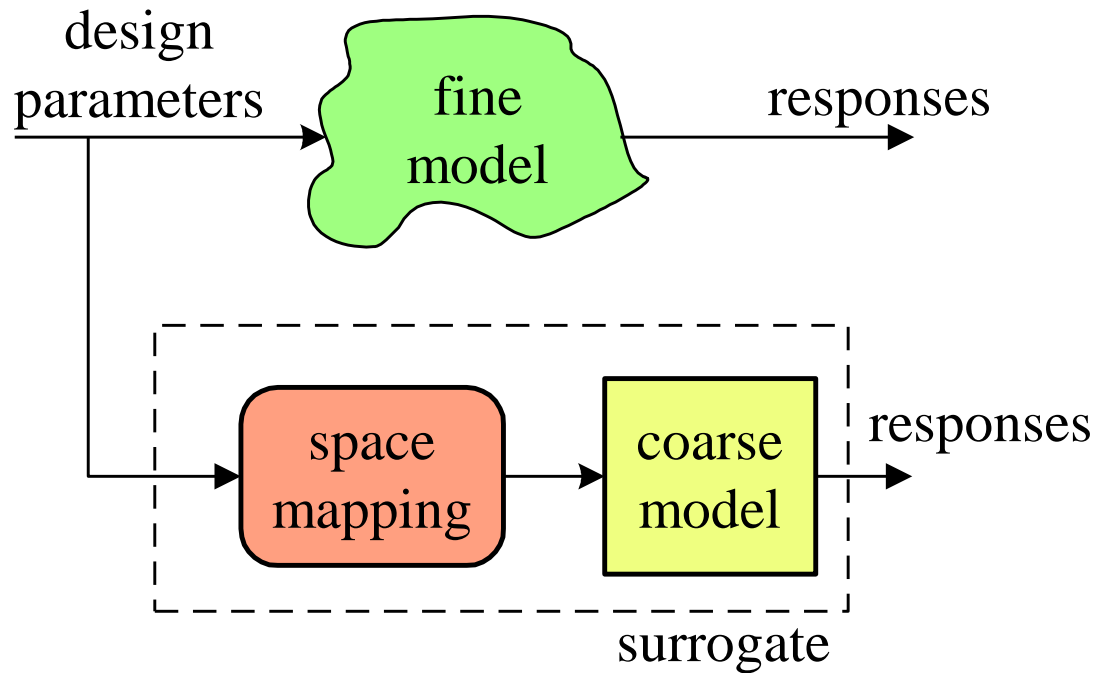 design
parameters
fine
model
responses
space
mapping
coarse
model
responses
surrogate